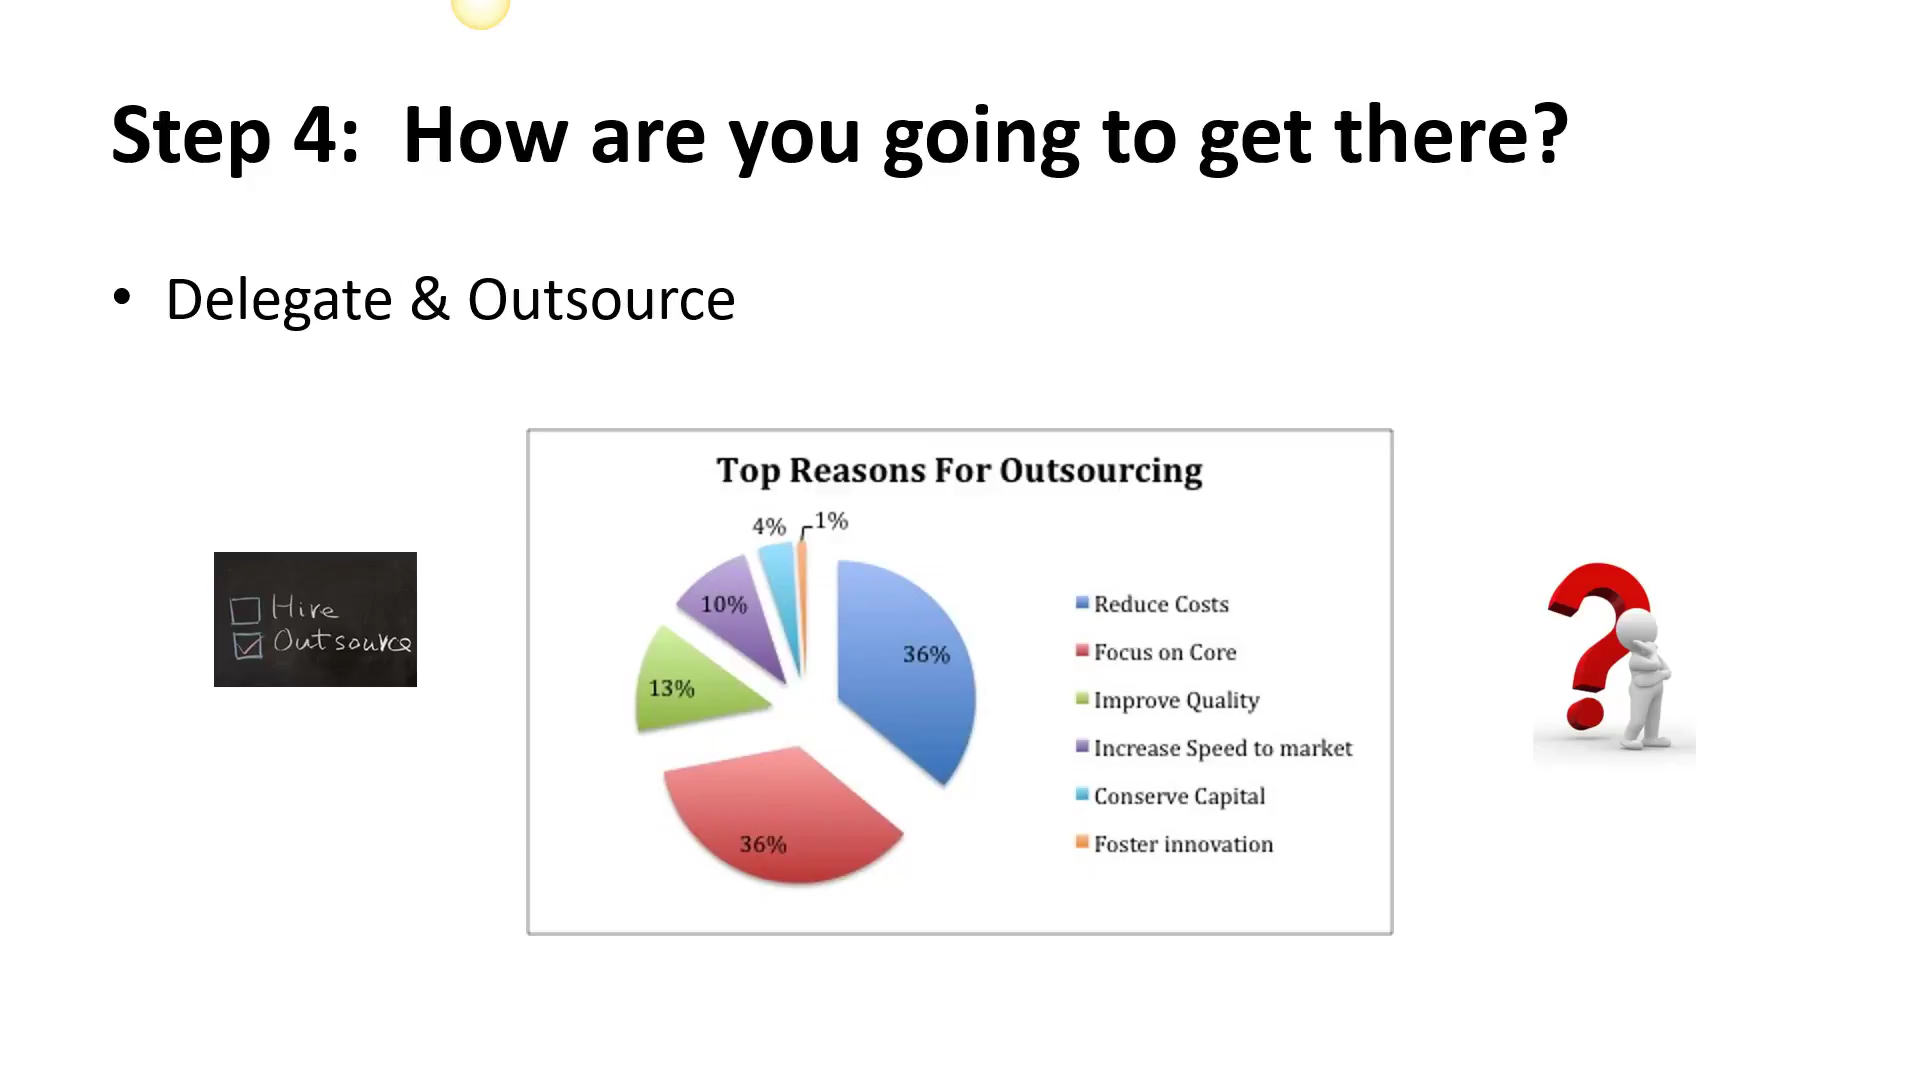 Step 4: How are you going to get there?
• Delegate & Outsource
Hire
Outsource
Top Reasons For Outsourcing
4%
1%
10%
13%
36%
36%
Reduce Costs
Focus on Core
Improve Quality
Increase Speed to market
Conserve Capital
Foster innovation